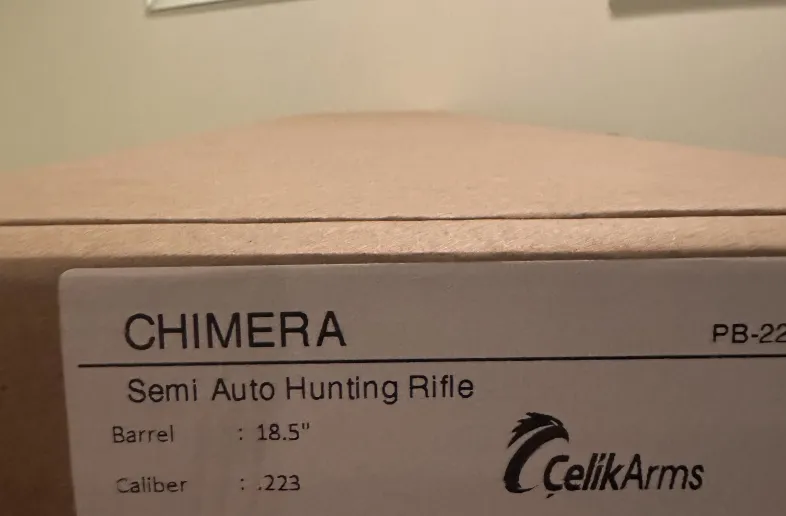 CHIMERA
PB-22
Semi Auto Hunting Rifle
Barrel : 18.5"
Caliber : .223
ÇelikArms